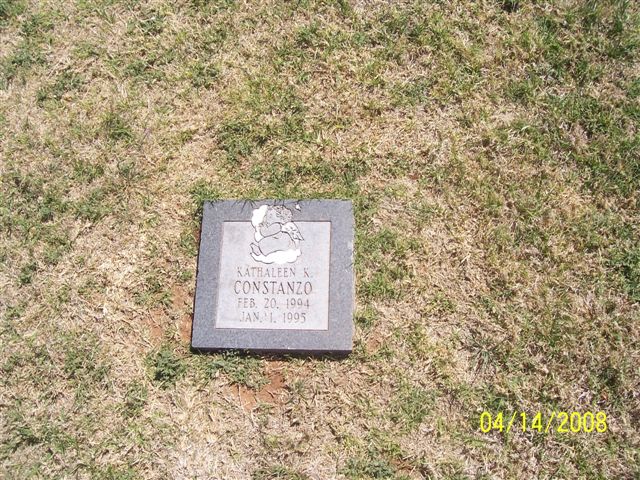 KATHALEEN K.
CONSTANZO
FEB. 20, 1994
JAN. 1, 1995
04/14/2008